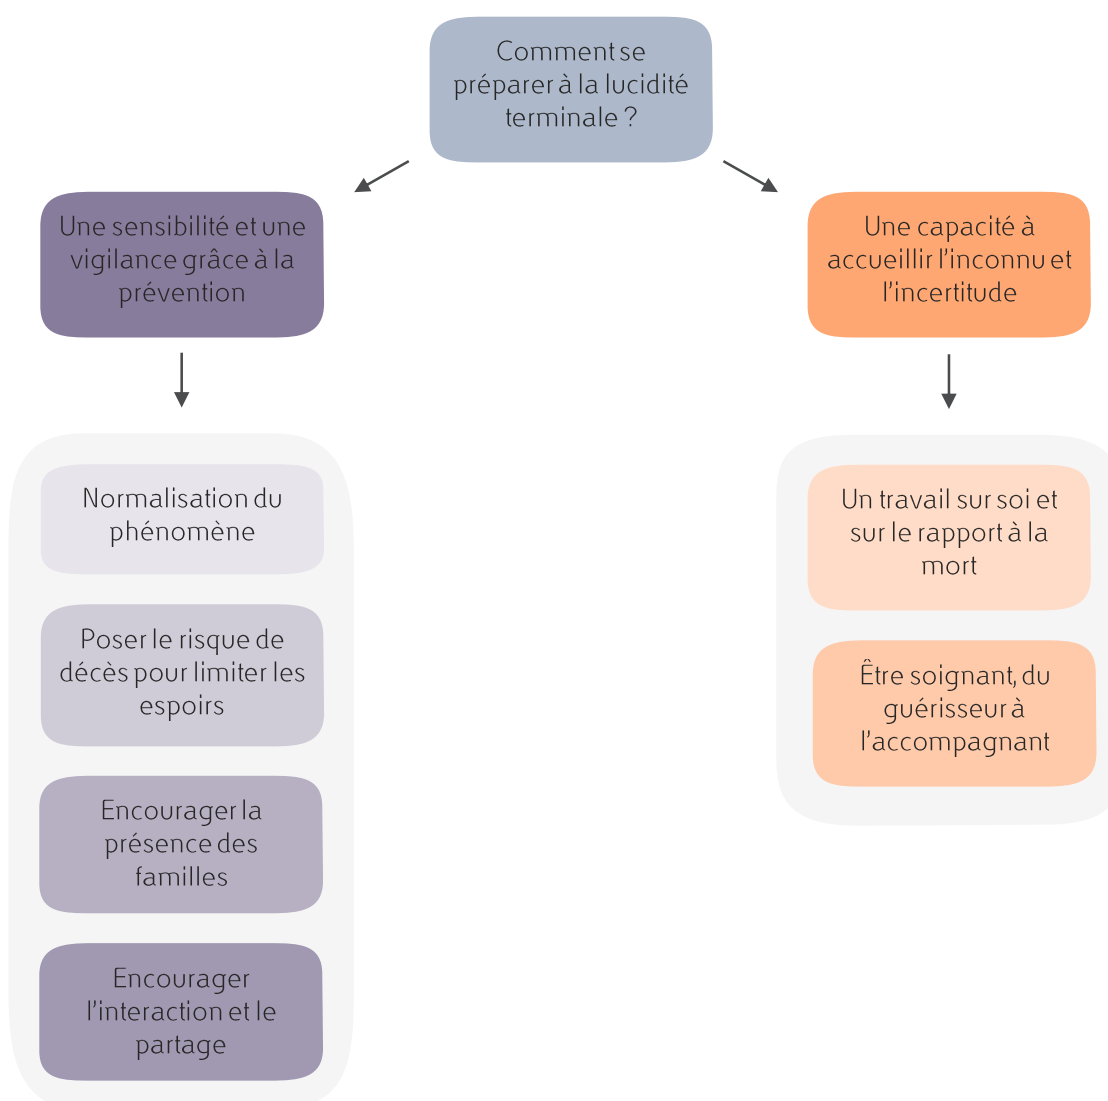 Comment se
préparer à la lucidité
terminale ?
Une sensibilité et une
vigilance grâce à la
prévention
Une capacité à
accueillir l'inconnu et
l'incertitude
Normalisation du
phénomène
Poser le risque de
décès pour limiter les
espoirs
Encourager la
présence des
familles
Encourager
l'interaction et le
partage
Un travail sur soi et
sur le rapport à la
mort
Être soignant, du
guérisseur à
l'accompagnant